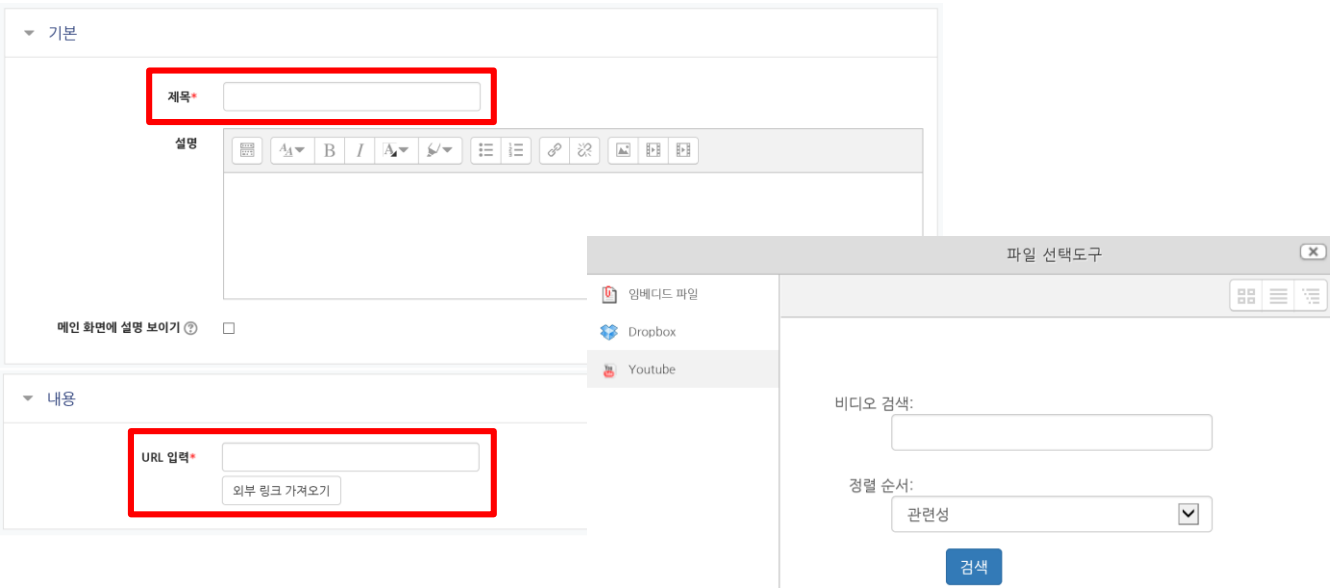 기본
제목*
설명
메인 화면에 설명 보이기
내용
URL 입력*
외부 링크 가져오기
파일 선택도구
임베디드 파일
Dropbox
Youtube
비디오 검색:
정렬 순서:
관련성
검색